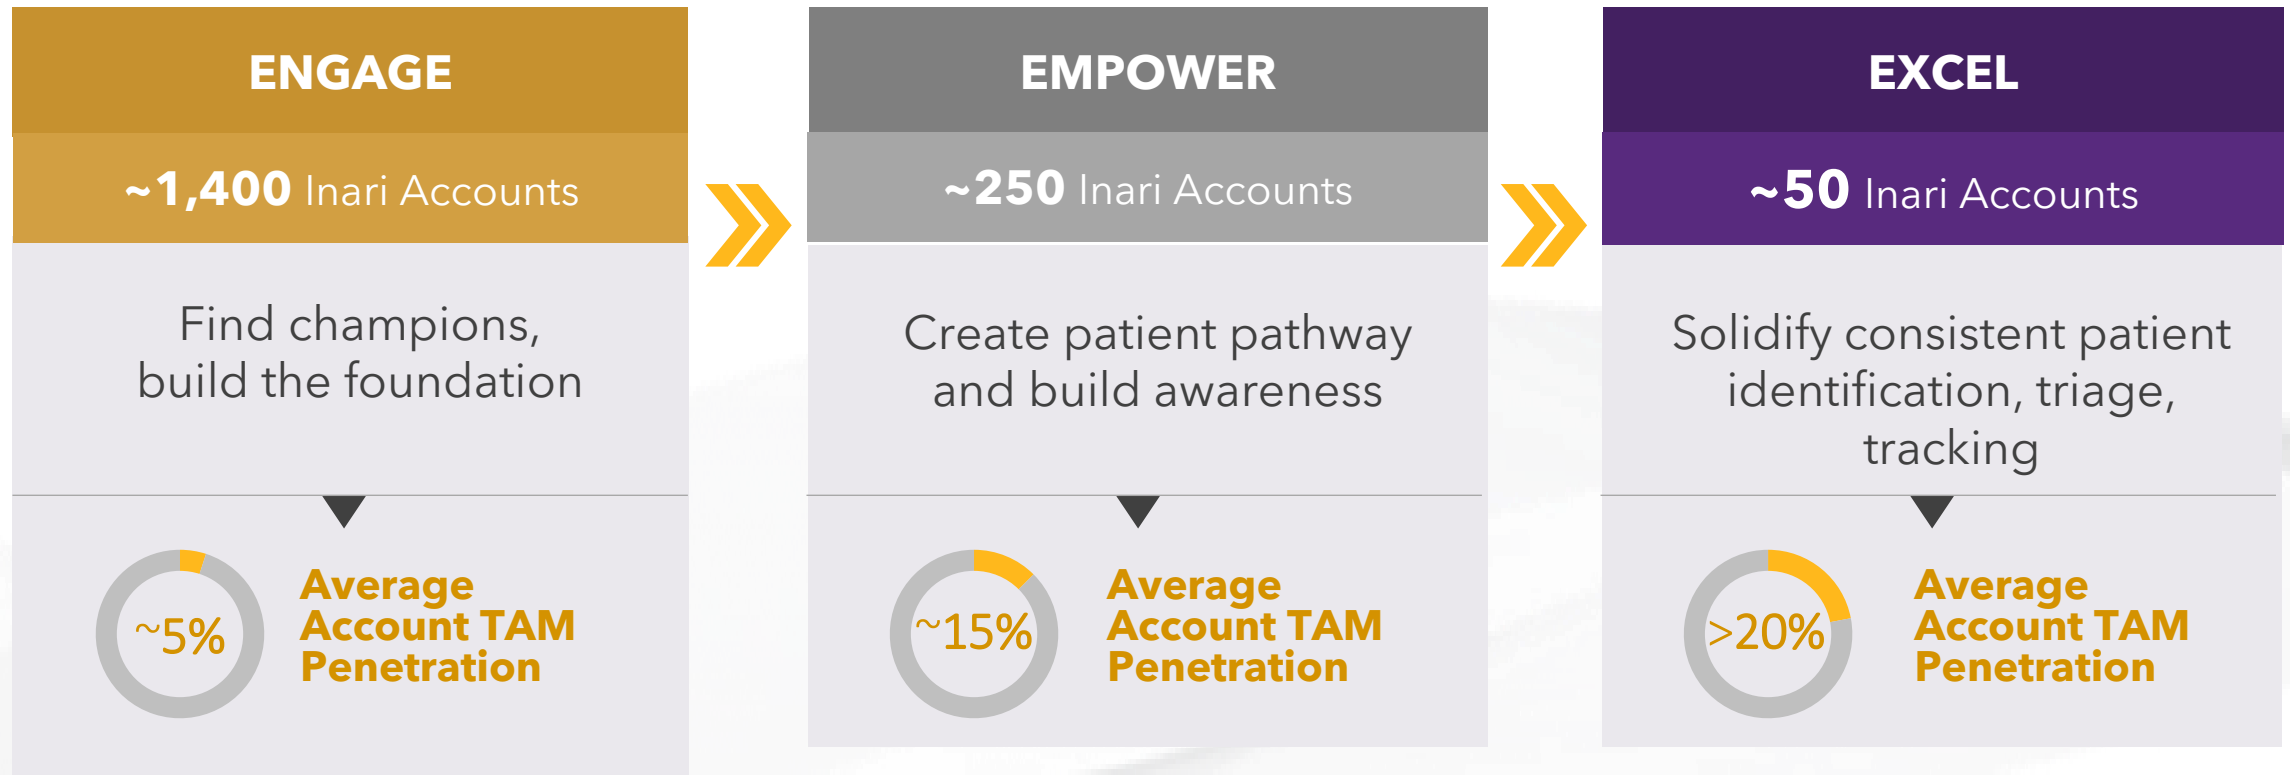 ENGAGE
~1,400 Inari Accounts
Find champions,
build the foundation
~5%
Average
Account TAM
Penetration
EMPOWER
~250 Inari Accounts
Create patient pathway
and build awareness
~15%
Average
Account TAM
Penetration
EXCEL
~50 Inari Accounts
Solidify consistent patient
identification, triage,
tracking
>20%
Average
Account TAM
Penetration